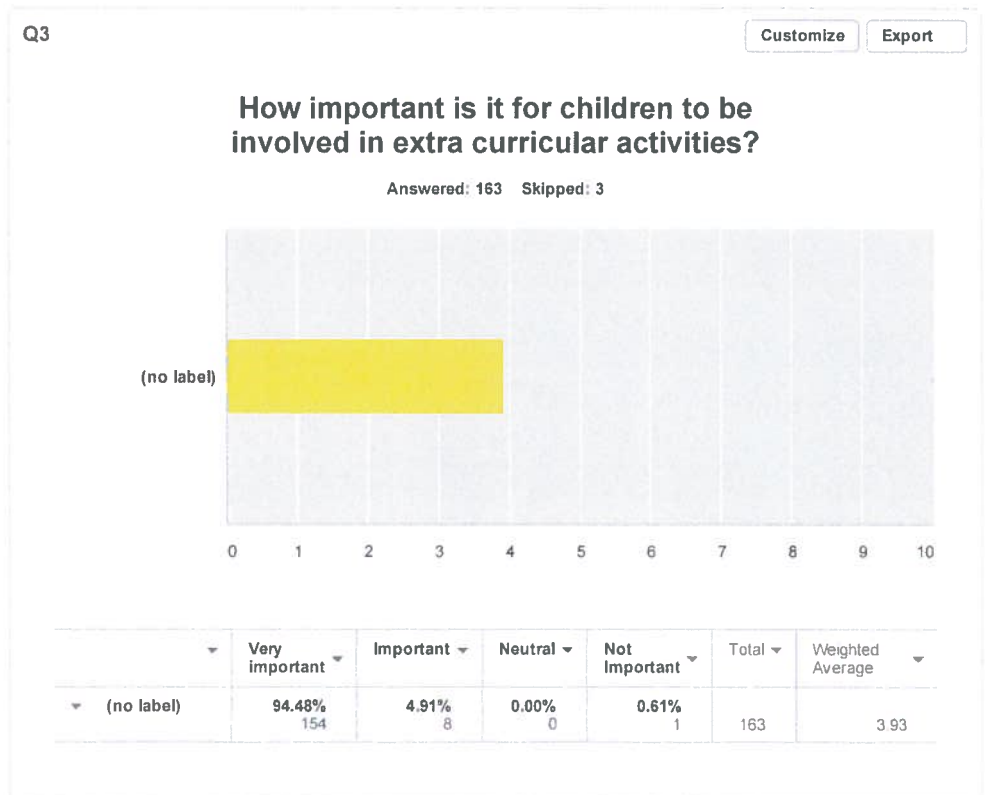 Q3
Customize
Export
How important is it for children to be
involved in extra curricular activities?
Answered: 163 Skipped: 3
(no label)
0 1 2 3 4 5 6 7 8 9 10
Very important Important Neutral Not Important Total Weighted Average
(no label) 94.48% 4.91% 0.00% 0.61%
154 8 0 1 163 3.93